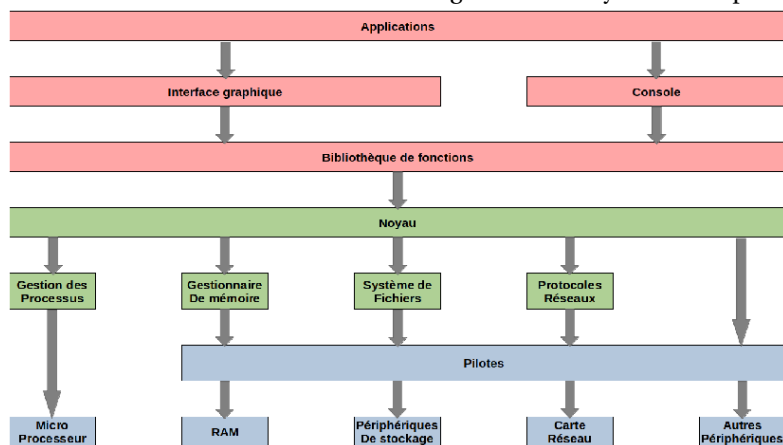 Applications
Interface graphique
Console
Bibliothèque de fonctions
Noyau
Gestion des
Processus
Gestionnaire
De mémoire
Système de
Fichiers
Protocoles
Réseaux
Pilotes
Micro
Processeur
RAM
Périphériques
De stockage
Carte
Réseau
Autres
Périphériques